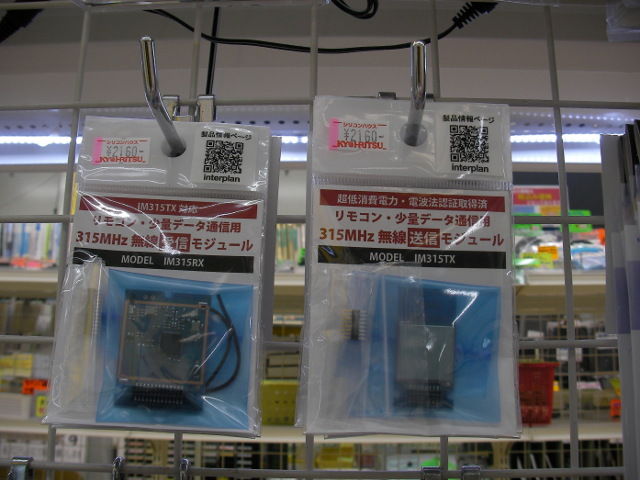 シリコンハウス
¥2160-
KYOHRITSU
製品情報ページ
interplan
IM315TX 対応
リモコン・少量データ通信用
315MHz 無線 受信 モジュール
MODEL IM315RX
シリコンハウス
¥2160-
KYOHRITSU
製品情報ページ
interplan
超低消費電力・電波法認証取得済
リモコン・少量データ通信用
315MHz 無線 送信 モジュール
MODEL IM315TX